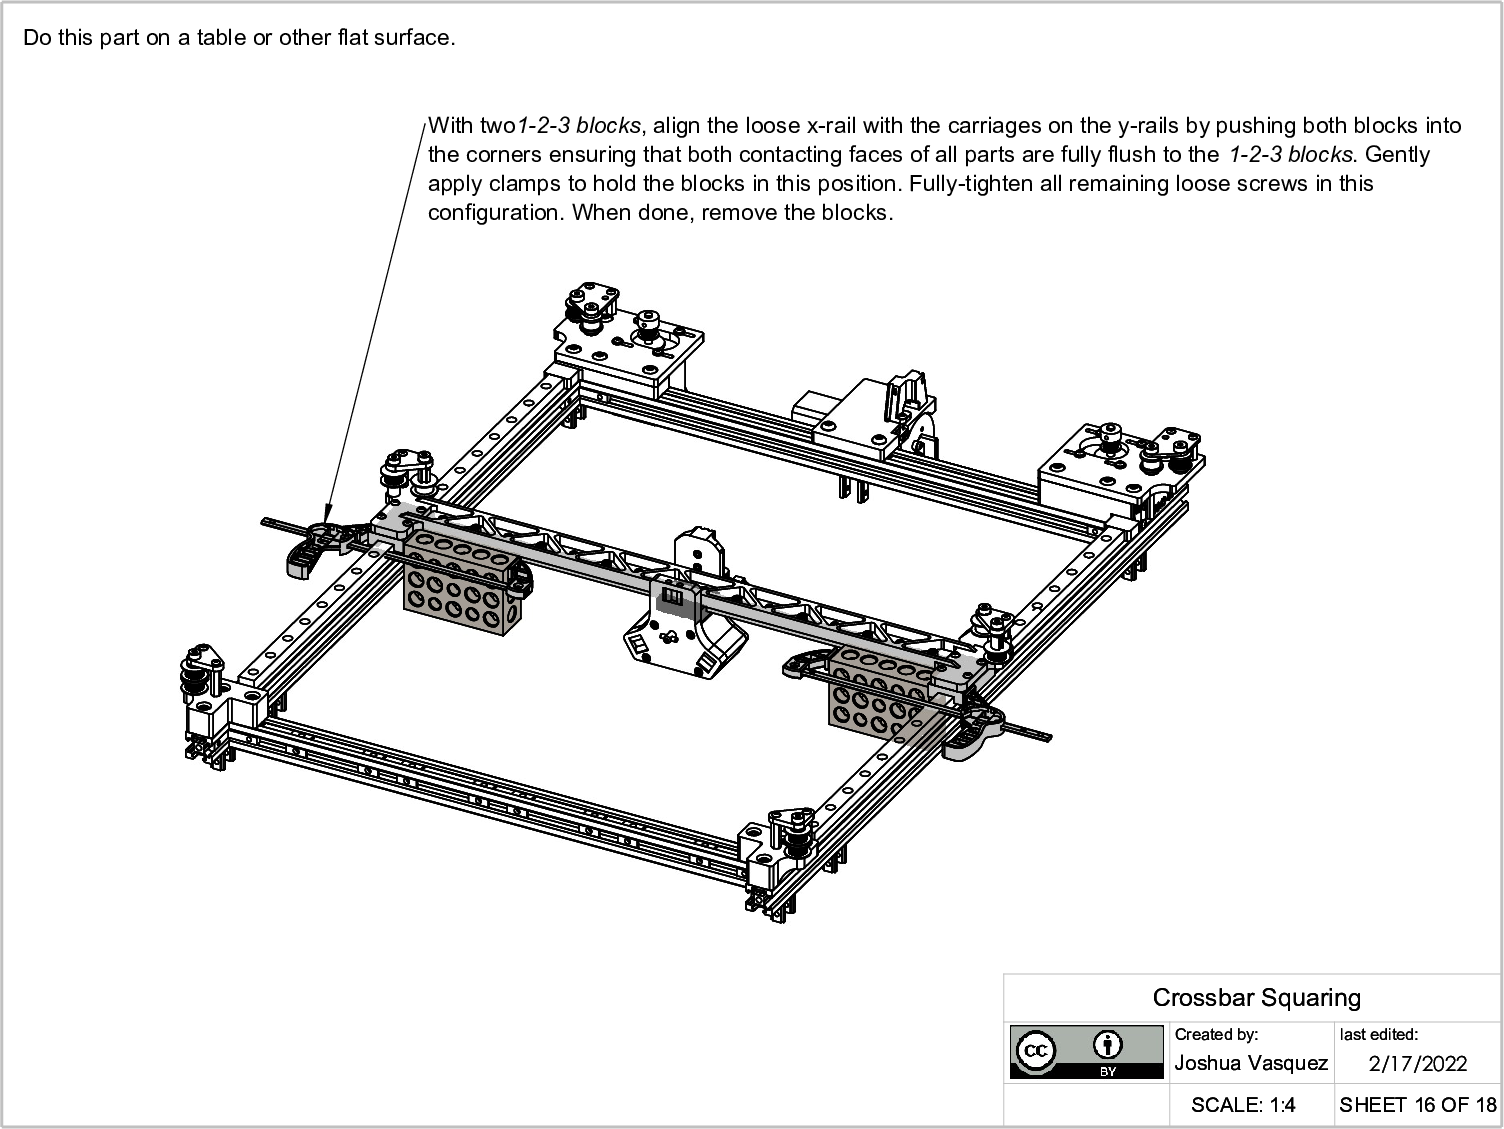 Do this part on a table or other flat surface.
With two 1-2-3 blocks, align the loose x-rail with the carriages on the y-rails by pushing both blocks into
the corners ensuring that both contacting faces of all parts are fully flush to the 1-2-3 blocks. Gently
apply clamps to hold the blocks in this position. Fully-tighten all remaining loose screws in this
configuration. When done, remove the blocks.
Crossbar Squaring
CC
BY
Created by:
Joshua Vasquez
last edited:
2/17/2022
SCALE: 1:4
SHEET 16 OF 18